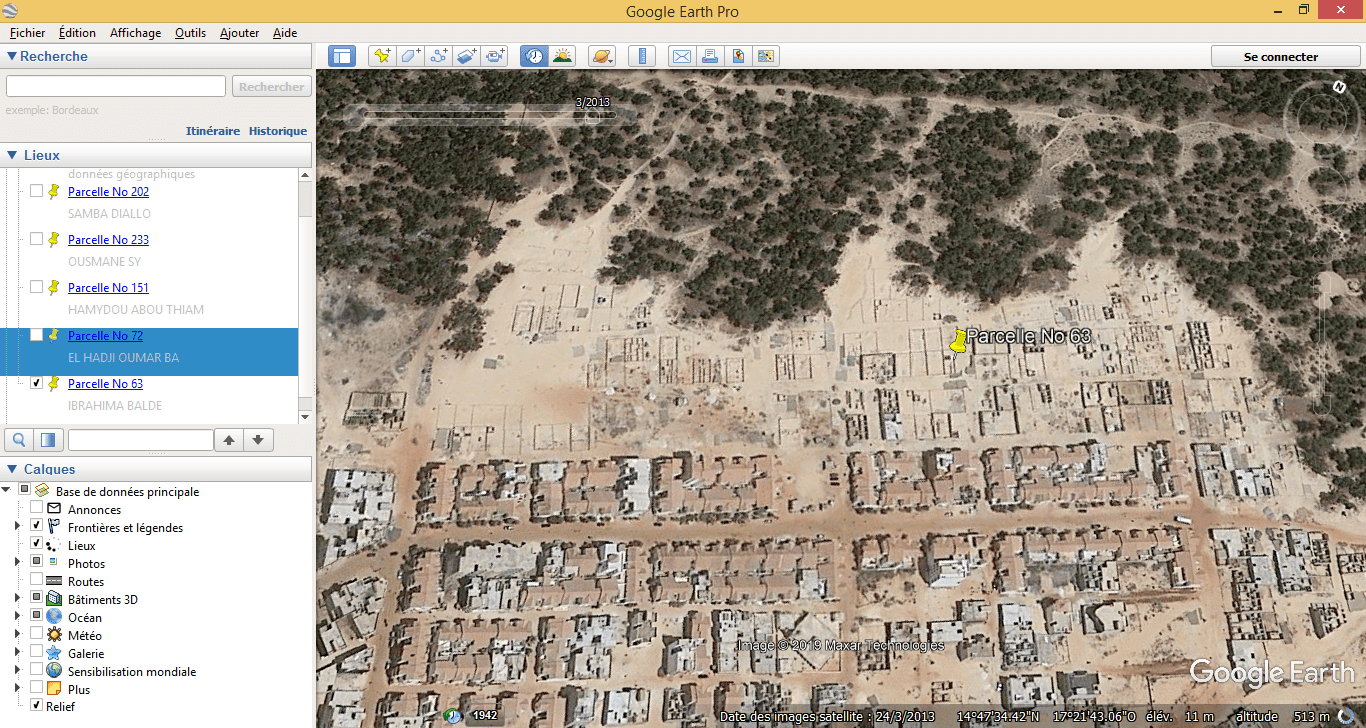 Google Earth Pro
Fichier Édition Affichage Outils Ajouter Aide
Recherche
Se connecter
Rechercher
exemple: Bordeaux
Itinéraire Historique
Lieux
données géographiques
Parcelle No 202
SAMBA DIALLO
Parcelle No 233
OUSMANE SY
Parcelle No 151
HAMYDOU ABOU THIAM
Parcelle No 72
EL HADJI OUMAR BA
Parcelle No 63
IBRAHIMA BALDE
Calques
Base de données principale
Annonces
Frontières et légendes
Lieux
Photos
Routes
Bâtiments 3D
Océan
Météo
Galerie
Sensibilisation mondiale
Plus
Relief
3/2013
N
Parcelle No 63
Image © 2019 Maxar Technologies
Google Earth
1942
Date des images satellite : 24/3/2013 14°47'34.42"N 17°21'43.06"O élév. 11 m altitude 513 m